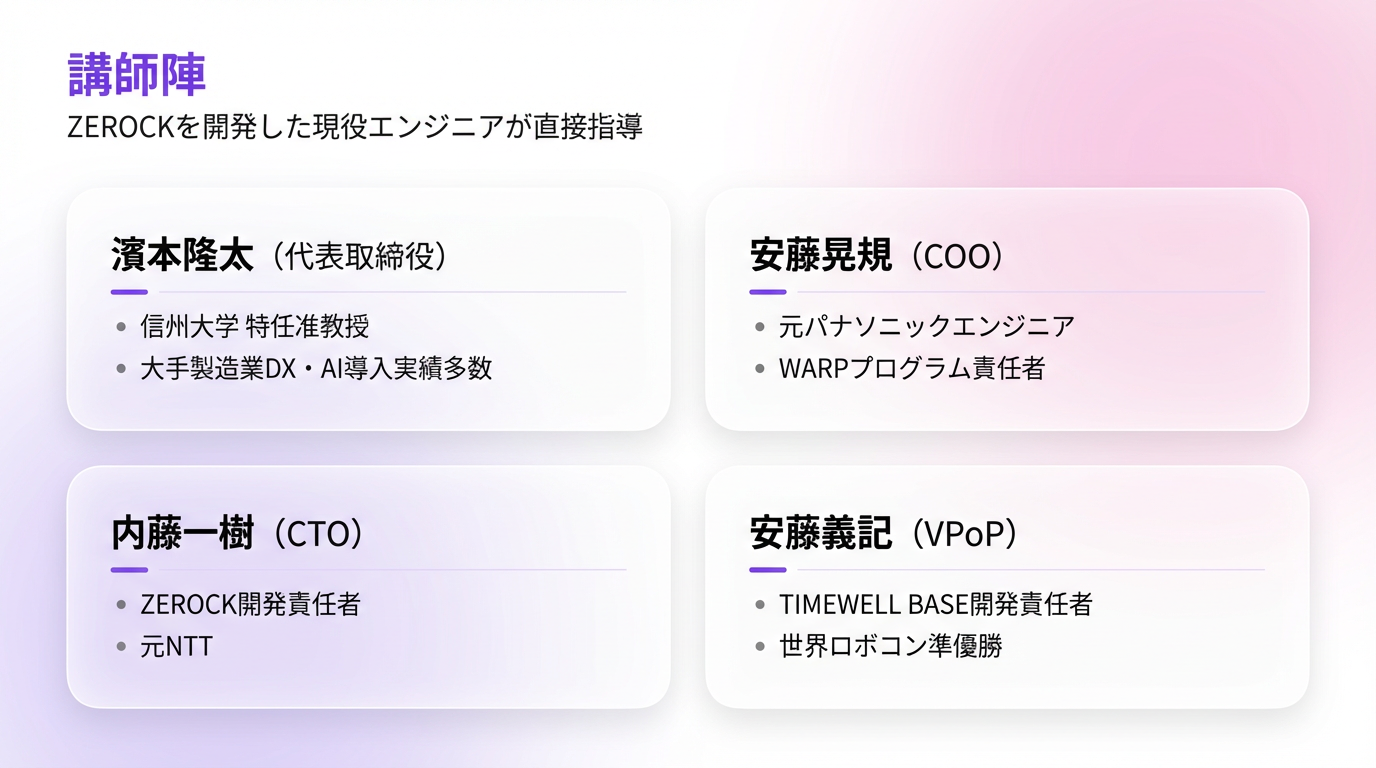 講師陣
ZEROCKを開発した現役エンジニアが直接指導
濱本隆太（代表取締役）
信州大学 特任准教授
大手製造業DX・AI導入実績多数
安藤晃規（COO）
元パナソニックエンジニア
WARPプログラム責任者
内藤一樹（CTO）
ZEROCK開発責任者
元NTT
安藤義記（VPoP）
TIMEWELL BASE開発責任者
世界ロボコン準優勝